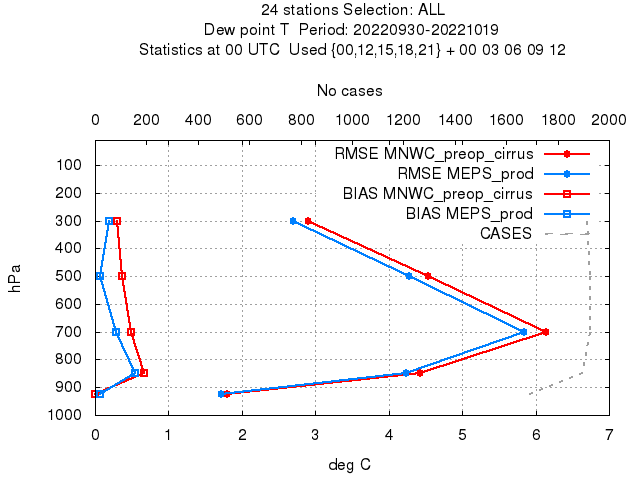 24 stations Selection: ALL
Dew point T  Period: 20220930-20221019
Statistics at 00 UTC  Used {00,12,15,18,21} + 00 03 06 09 12
No cases
0 200 400 600 800 1000 1200 1400 1600 1800 2000
RMSE MNWC_preop_cirrus
RMSE MEPS_prod
BIAS MNWC_preop_cirrus
BIAS MEPS_prod
CASES
hPa
100
200
300
400
500
600
700
800
900
1000
0 1 2 3 4 5 6 7
deg C